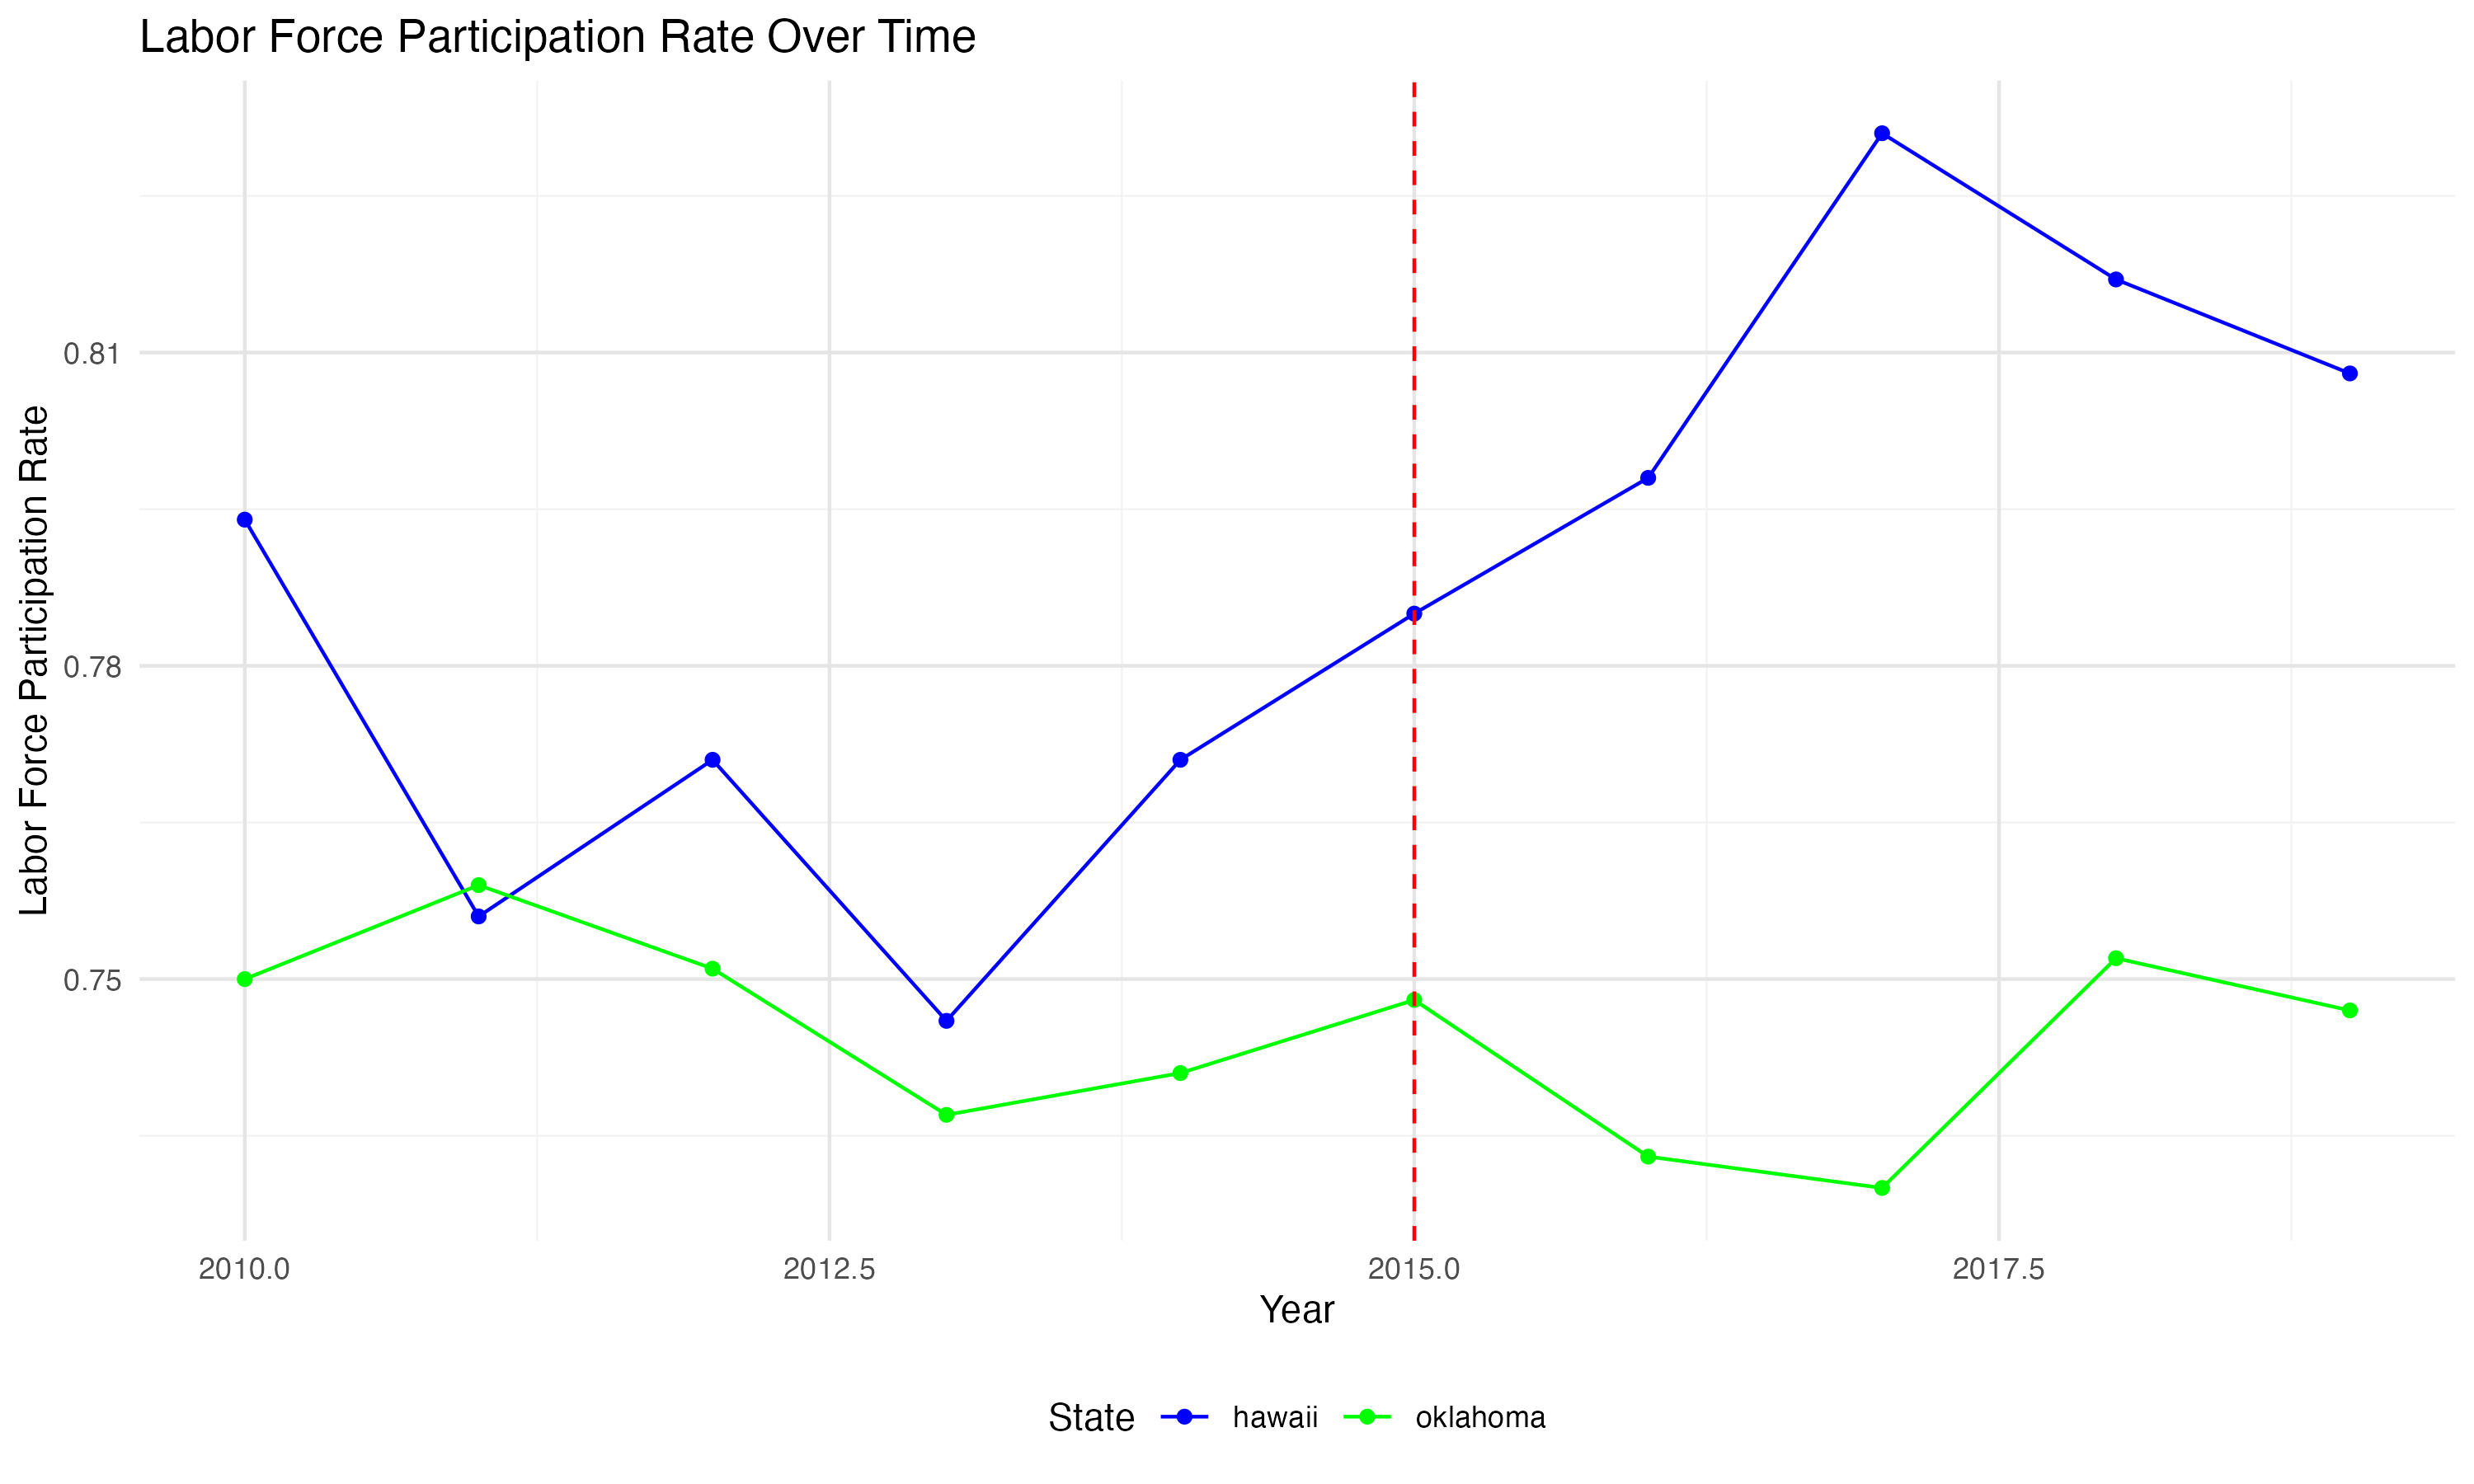 Labor Force Participation Rate Over Time
Labor Force Participation Rate
0.81
0.78
0.75
2010.0 2012.5 2015.0 2017.5
Year
State hawaii oklahoma